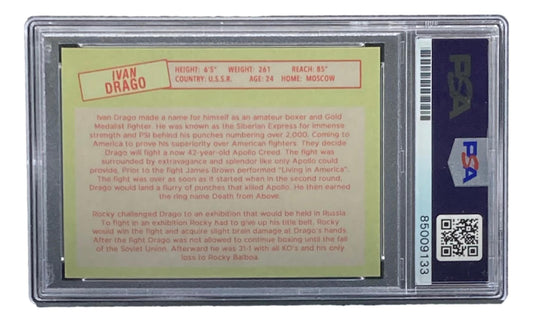 IVAN
DRAGO
HEIGHT: 6'5" WEIGHT: 261 REACH: 85"
COUNTRY: U.S.S.R. AGE: 24 HOME: MOSCOW
Ivan Drago made a name for himself as an amateur boxer and Gold
Medalist fighter. He was known as the Siberian Express for immense
strength and PSI behind his punches numbering over 2,000. Coming to
America to prove his superiority over American fighters. They decide
Drago will fight a now 42-year-old Apollo Creed. The fight was
surrounded by extravagance and splendor like only Apollo could
provide, Prior to the fight James Brown performed "Living in America".
The fight was over as soon as it started when in the second round,
Drago would land a flurry of punches that killed Apollo. He then earned
the ring name Death from Above.
Rocky challenged Drago to an exhibition that would be held in Russia
To fight in an exhibition Rocky had to give up his title belt. Rocky
would win the fight and acquire slight brain damage at Drago's hands.
After the fight Drago was not allowed to continue boxing until the fall
of the Soviet Union. Afterward he was 31-1 with all KO's and his only
loss to Rocky Balboa.
PSA
PSA
85009133